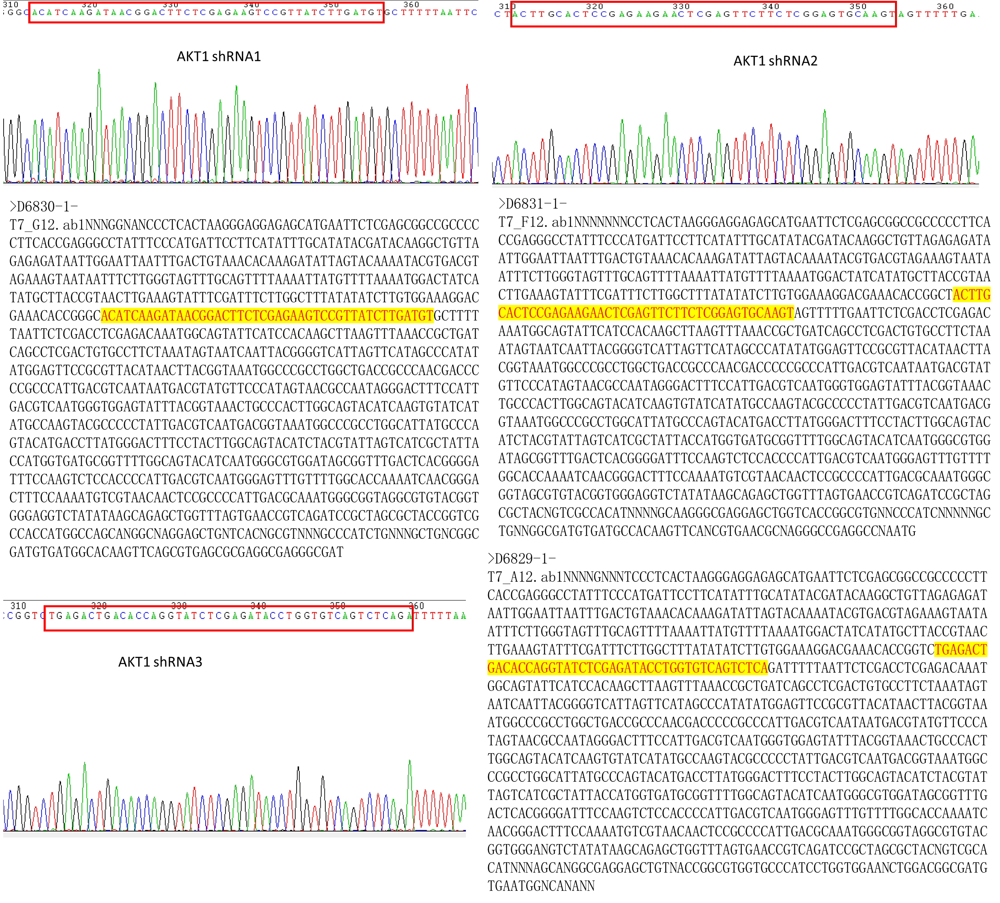 310 320 330 340 350 360
GGCACATCAAGATAACGGACTTCTCGAGAAGTCCGTTATCTTGATGTGCTTTTTAATTC
AKT1 shRNA1
>D6830-1-
T7_G12.ab1NNNGGNANCCCTCACTAAGGGAGGAGAGCATGAATTCTCGAGCGGCCGCCCC
CTTCACCGAGGGCCTATTTCCCATGATTCCTTCATATTTGCATATACGATACAAGGCTGTTA
GAGAGATAATTGGAATTAATTTGACTGTAAACACAAAGATATTAGTACAAAATACGTGACGT
AGAAAGTAATAATTTCTTGGGTAGTTTGCAGTTTTAAAATTATGTTTTAAAATGGACTATCA
TATGCTTACCGTAACTTGAAAGTATTTCGATTTCTTGGCTTTATATATCTTGTGGAAAGGAC
GAAACACCGGGCACATCAAGATAACGGACTTCTCGAGAAGTCCGTTATCTTGATGTGCTTTT
TAATTCTCGACCTCGAGACAAATGGCAGTATTCATCCACAAGCTTAAGTTTAAACCGCTGAT
CAGCCTCGACTGTGCCTTCTAAATAGTAATCAATTACGGGGTCATTAGTTCATAGCCCATAT
ATGGAGTTCCGCGTTACATAACTTACGGTAAATGGCCCGCCTGGCTGACCGCCCAACGACCC
CCGCCCATTGACGTCAATAATGACGTATGTTCCCATAGTAACGCCAATAGGGACTTTCCATT
GACGTCAATGGGTGGAGTATTTACGGTAAACTGCCCACTTGGCAGTACATCAAGTGTATCAT
ATGCCAAGTACGCCCCCTATTGACGTCAATGACGGTAAATGGCCCGCCTGGCATTATGCCCA
GTACATGACCTTATGGGACTTTCCTACTTGGCAGTACATCTACGTATTAGTCATCGCTATTA
CCATGGTGATGCGGTTTTGGCAGTACATCAATGGGCGTGGATAGCGGTTTGACTCACGGGGA
TTTCCAAGTCTCCACCCCATTGACGTCAATGGGAGTTTGTTTTGGCACCAAAATCAACGGGA
CTTTCCAAAATGTCGTAACAACTCCGCCCCATTGACGCAAATGGGCGGTAGGCGTGTACGGT
GGGAGGTCTATATAAGCAGAGCTGGTTTAGTGAACCGTCAGATCCGCTAGCGCTACCGGTCG
CCACCATGGCCAGCANGGCNAGGAGCTGNTCACNGCGTNNNGCCCATCTGNNNGCTGNCGGC
GATGTGATGGCACAAGTTCAGCGTGAGCGCGAGGCGAGGGCGAT
310 320 330 340 350 360
CTACTTGCACTCCGAGAAGAACTCGAGTTCTTCTCGGAGTGCAAGTAGTTTTTGA
AKT1 shRNA2
>D6831-1-
T7_F12.ab1NNNNNNNCCTCACTAAGGGAGGAGAGCATGAATTCTCGAGCGGCCGCCCCCTTCA
CCGAGGGCCTATTTCCCATGATTCCTTCATATTTGCATATACGATACAAGGCTGTTAGAGAGATA
ATTGGAATTAATTTGACTGTAAACACAAAGATATTAGTACAAAATACGTGACGTAGAAAGTAATA
ATTTCTTGGGTAGTTTGCAGTTTTAAAATTATGTTTTAAAATGGACTATCATATGCTTACCGTAA
CTTGAAAGTATTTCGATTTCTTGGCTTTATATATCTTGTGGAAAGGACGAAACACCGGCTACTTG
CACTCCGAGAAGAACTCGAGTTCTTCTCGGAGTGCAAGTAGTTTTTGAATTCTCGACCTCGAGAC
AAATGGCAGTATTCATCCACAAGCTTAAGTTTAAACCGCTGATCAGCCTCGACTGTGCCTTCTAA
ATAGTAATCAATTACGGGGTCATTAGTTCATAGCCCATATATGGAGTTCCGCGTTACATAACTTA
CGGTAAATGGCCCGCCTGGCTGACCGCCCAACGACCCCCGCCCATTGACGTCAATAATGACGTAT
GTTCCCATAGTAACGCCAATAGGGACTTTCCATTGACGTCAATGGGTGGAGTATTTACGGTAAAC
TGCCCACTTGGCAGTACATCAAGTGTATCATATGCCAAGTACGCCCCCTATTGACGTCAATGACG
GTAAATGGCCCGCCTGGCATTATGCCCAGTACATGACCTTATGGGACTTTCCTACTTGGCAGTAC
ATCTACGTATTAGTCATCGCTATTACCATGGTGATGCGGTTTTGGCAGTACATCAATGGGCGTGG
ATAGCGGTTTGACTCACGGGGATTTCCAAGTCTCCACCCCATTGACGTCAATGGGAGTTTGTTTT
GGCACCAAAATCAACGGGACTTTCCAAAATGTCGTAACAACTCCGCCCCATTGACGCAAATGGGC
GGTAGCGTGTACGGTGGGAGGTCTATATAAGCAGAGCTGGTTTAGTGAACCGTCAGATCCGCTAG
CGCTACNGTCGCCACATNNNNGCAAGGGCGAGGAGCTGGTCACCGGCGTGNNCCCATCNNNNNGC
TGNNGGCGATGTGATGCCACAAGTTCANCGTGAACGCNAGGGCCGAGGCCNAATG
310 320 330 340 350 360
CCGGTCTGAGACTGACACCAGGTATCTCGAGATACCTGGTGTCAGTCTCAGATTTTTAA
AKT1 shRNA3
>D6829-1-
T7_A12.ab1NNNNGNNNTCCCTCACTAAGGGAGGAGAGCATGAATTCTCGAGCGGCCGCCCCCTT
CACCGAGGGCCTATTTCCCATGATTCCTTCATATTTGCATATACGATACAAGGCTGTTAGAGAGAT
AATTGGAATTAATTTGACTGTAAACACAAAGATATTAGTACAAAATACGTGACGTAGAAAGTAATA
ATTTCTTGGGTAGTTTGCAGTTTTAAAATTATGTTTTAAAATGGACTATCATATGCTTACCGTAAC
TTGAAAGTATTTCGATTTCTTGGCTTTATATATCTTGTGGAAAGGACGAAACACCGGTCTGAGACT
GACACCAGGTATCTCGAGATACCTGGTGTCAGTCTCAGATTTTTAATTCTCGACCTCGAGACAAAT
GGCAGTATTCATCCACAAGCTTAAGTTTAAACCGCTGATCAGCCTCGACTGTGCCTTCTAAATAGT
AATCAATTACGGGGTCATTAGTTCATAGCCCATATATGGAGTTCCGCGTTACATAACTTACGGTAA
ATGGCCCGCCTGGCTGACCGCCCAACGACCCCCGCCCATTGACGTCAATAATGACGTATGTTCCCA
TAGTAACGCCAATAGGGACTTTCCATTGACGTCAATGGGTGGAGTATTTACGGTAAACTGCCCACT
TGGCAGTACATCAAGTGTATCATATGCCAAGTACGCCCCCTATTGACGTCAATGACGGTAAATGGC
CCGCCTGGCATTATGCCCAGTACATGACCTTATGGGACTTTCCTACTTGGCAGTACATCTACGTAT
TAGTCATCGCTATTACCATGGTGATGCGGTTTTGGCAGTACATCAATGGGCGTGGATAGCGGTTTG
ACTCACGGGGATTTCCAAGTCTCCACCCCATTGACGTCAATGGGAGTTTGTTTTGGCACCAAAATC
AACGGGACTTTCCAAAATGTCGTAACAACTCCGCCCCATTGACGCAAATGGGCGGTAGGCGTGTAC
GGTGGGANGTCTATATAAGCAGAGCTGGTTTAGTGAACCGTCAGATCCGCTAGCGCTACNGTCGCA
CATNNNAGCANGGCGAGGAGCTGTNACCGGCGTGGTGCCCATCCTGGTGGAANCTGGACGGCGATG
TGAATGGNCANANN